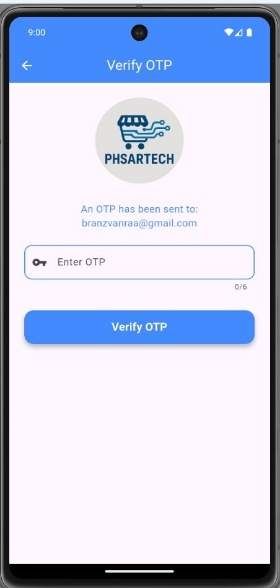 9:00
Verify OTP
PHSARTECH
An OTP has been sent to:
branzvanraa@gmail.com
Enter OTP
0/6
Verify OTP